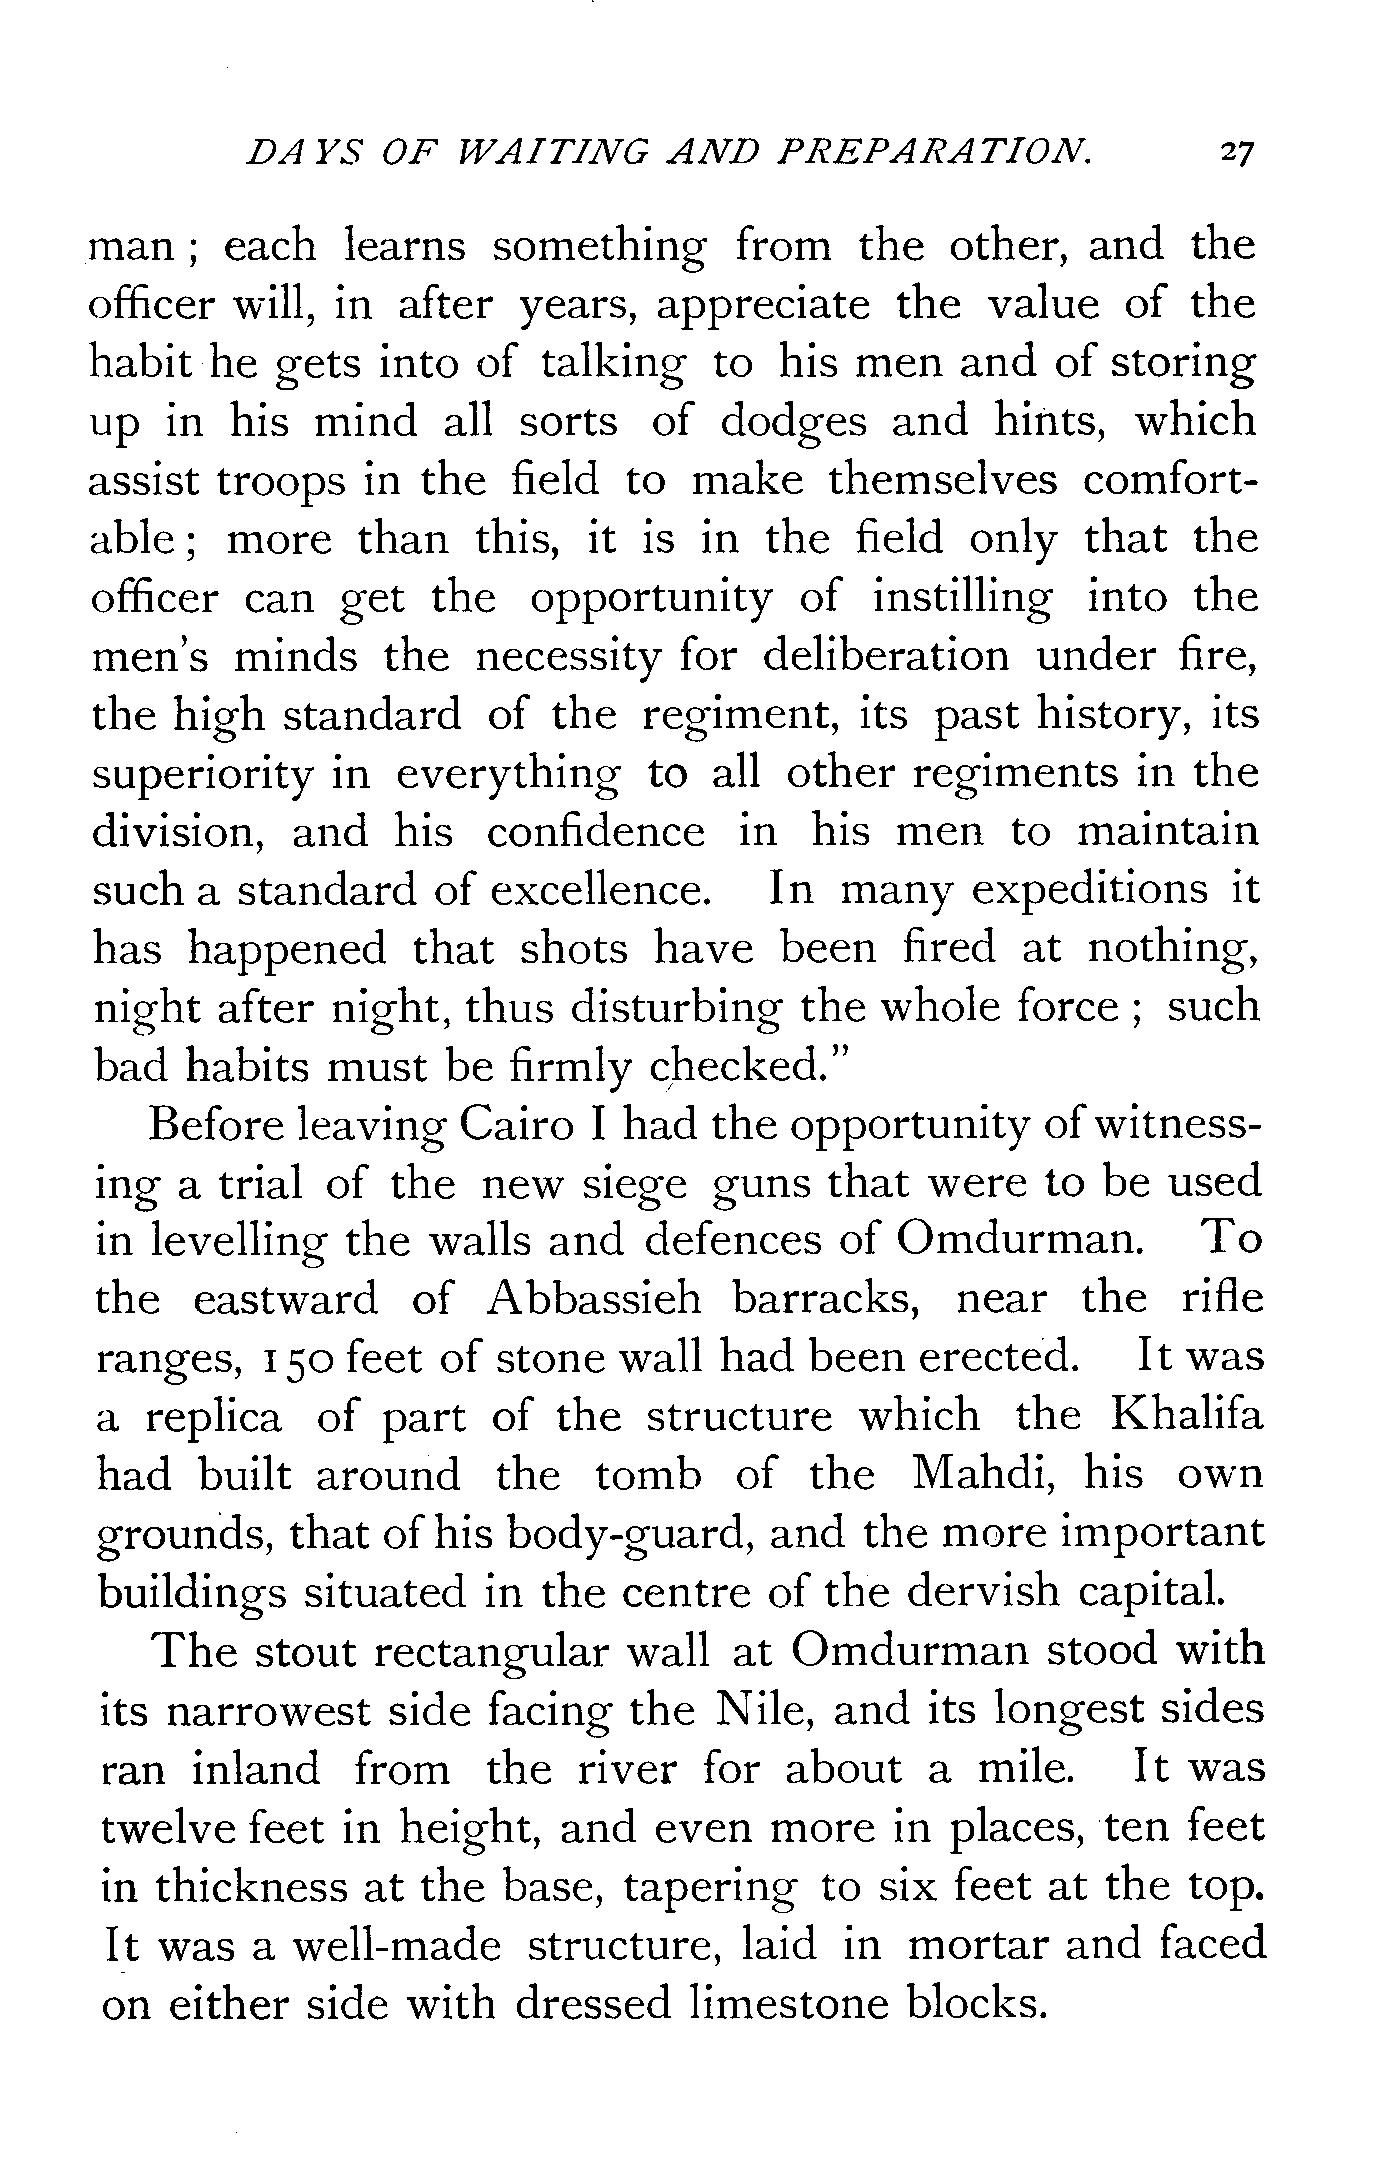 DAYS OF WAITING AND PREPARATION. 27
man ; each learns something from the other, and the
officer will, in after years, appreciate the value of the
habit he gets into of talking to his men and of storing
up in his mind all sorts of dodges and hints, which
assist troops in the field to make themselves comfort-
able ; more than this, it is in the field only that the
officer can get the opportunity of instilling into the
men's minds the necessity for deliberation under fire,
the high standard of the regiment, its past history, its
superiority in everything to all other regiments in the
division, and his confidence in his men to maintain
such a standard of excellence. In many expeditions it
has happened that shots have been fired at nothing,
night after night, thus disturbing the whole force ; such
bad habits must be firmly checked.”
Before leaving Cairo I had the opportunity of witness-
ing a trial of the new siege guns that were to be used
in levelling the walls and defences of Omdurman. To
the eastward of Abbassieh barracks, near the rifle
ranges, 150 feet of stone wall had been erected. It was
a replica of part of the structure which the Khalifa
had built around the tomb of the Mahdi, his own
grounds, that of his body-guard, and the more important
buildings situated in the centre of the dervish capital.
The stout rectangular wall at Omdurman stood with
its narrowest side facing the Nile, and its longest sides
ran inland from the river for about a mile. It was
twelve feet in height, and even more in places, ten feet
in thickness at the base, tapering to six feet at the top.
It was a well-made structure, laid in mortar and faced
on either side with dressed limestone blocks.